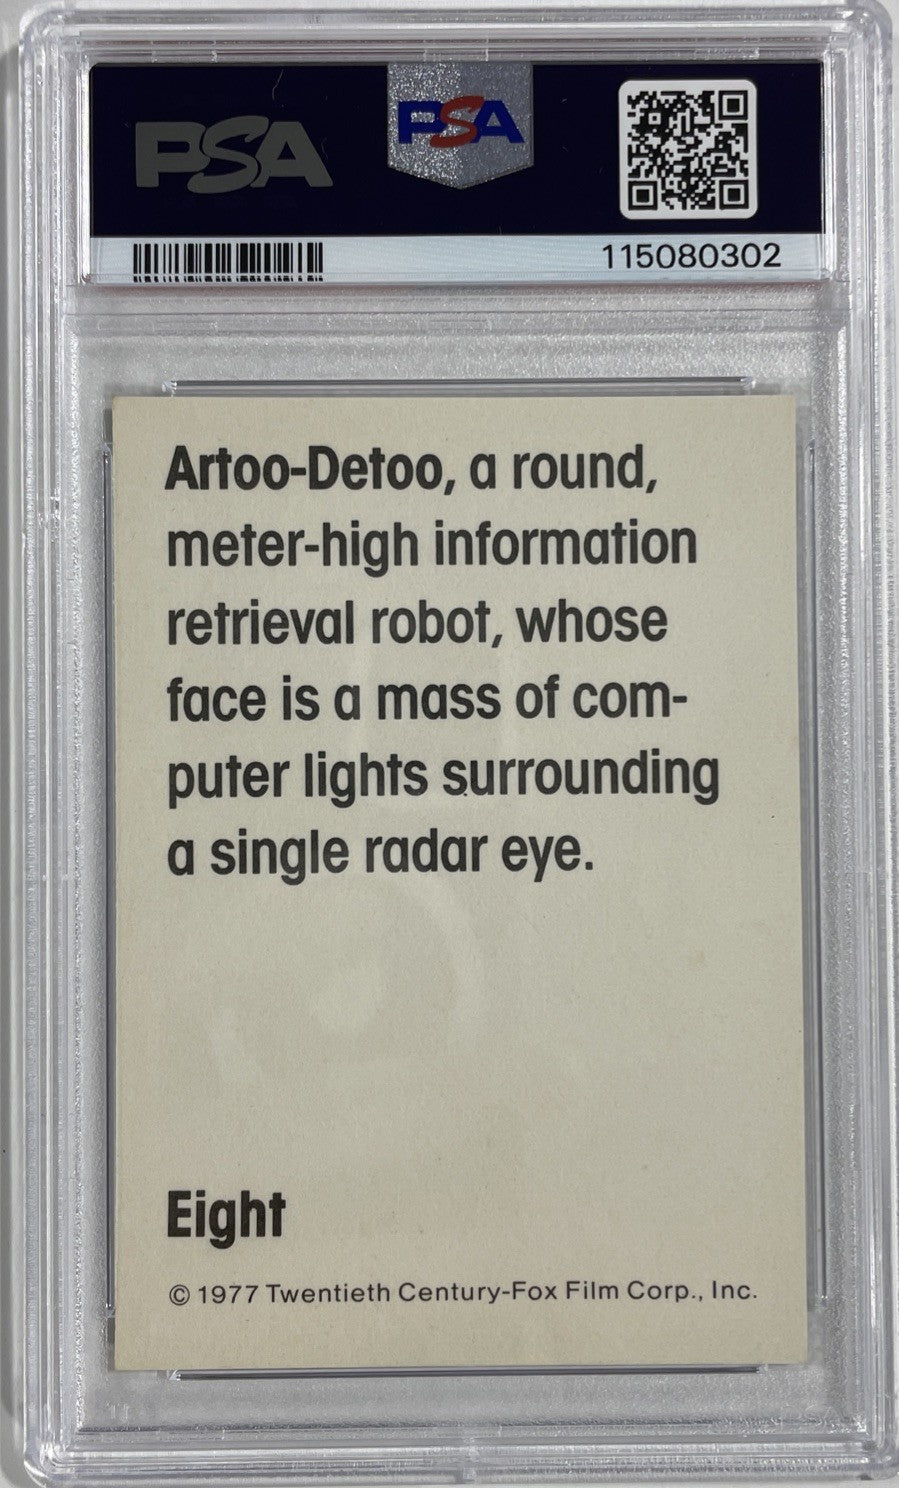 PSA PSA
115080302
Artoo-Detoo, a round,
meter-high information
retrieval robot, whose
face is a mass of com-
puter lights surrounding
a single radar eye.
Eight
© 1977 Twentieth Century-Fox Film Corp., Inc.